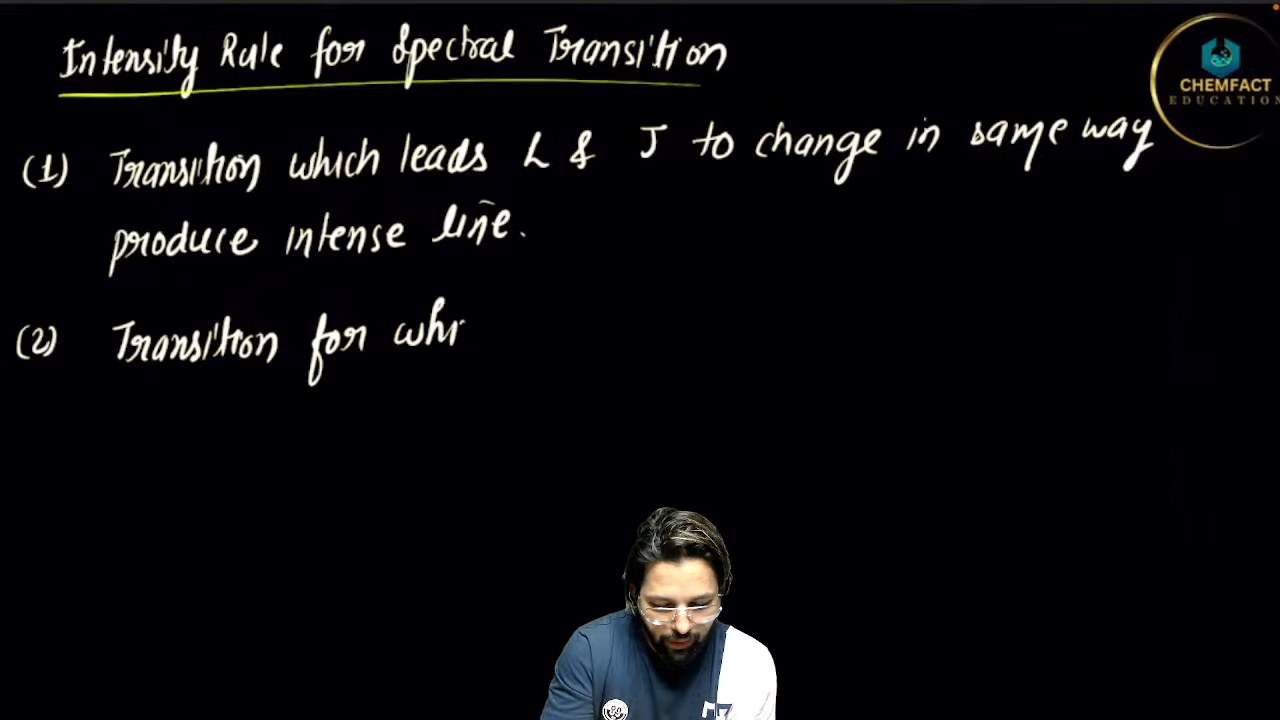 Intensity Rule for Spectral Transition
CHEMFACT
EDUCATION
(1) Transition which leads L & J to change in same way
produce intense line.
(2) Transition for whi